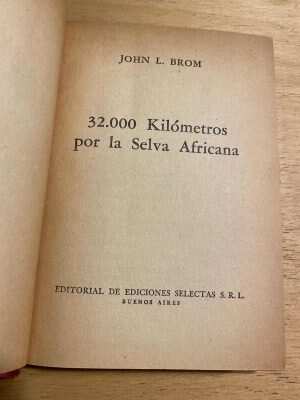 JOHN L. BROM
32.000 Kilómetros
por la Selva Africana
EDITORIAL DE EDICIONES SELECTAS S. R. L.
BUENOS AIRES